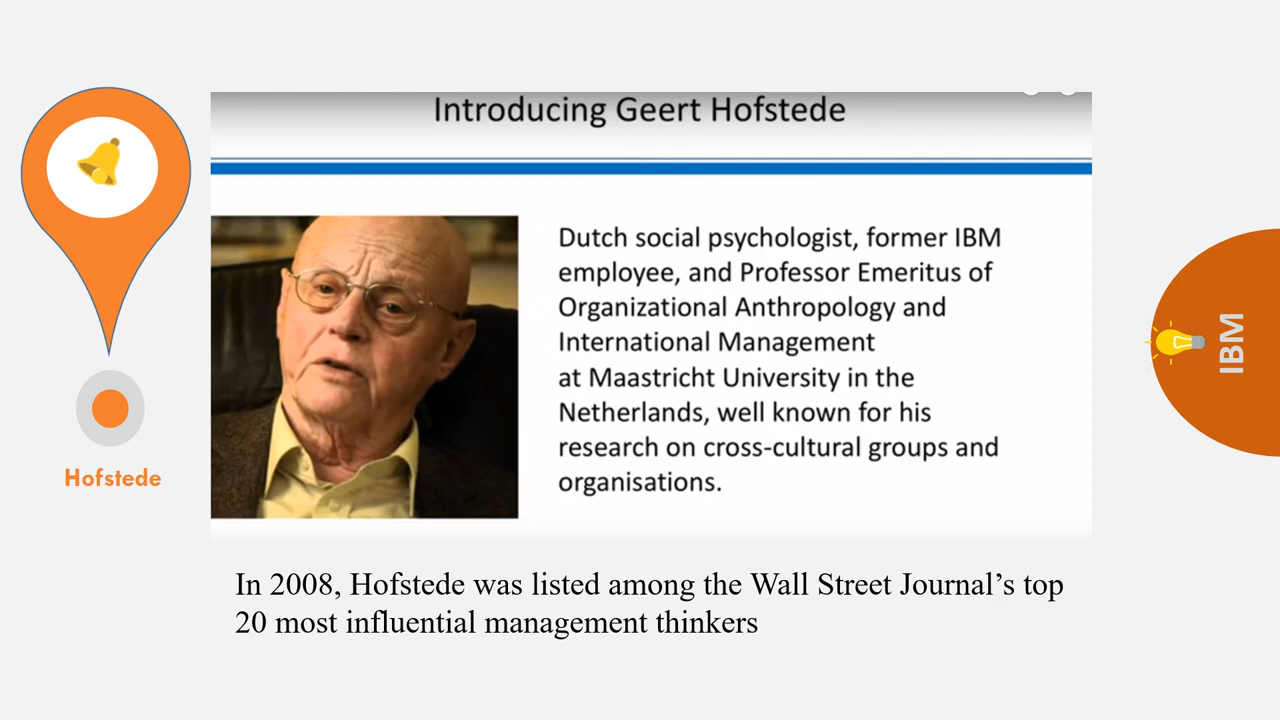 Introducing Geert Hofstede
Dutch social psychologist, former IBM
employee, and Professor Emeritus of
Organizational Anthropology and
International Management
at Maastricht University in the
Netherlands, well known for his
research on cross-cultural groups and
organisations.
Hofstede
IBM
In 2008, Hofstede was listed among the Wall Street Journal’s top
20 most influential management thinkers